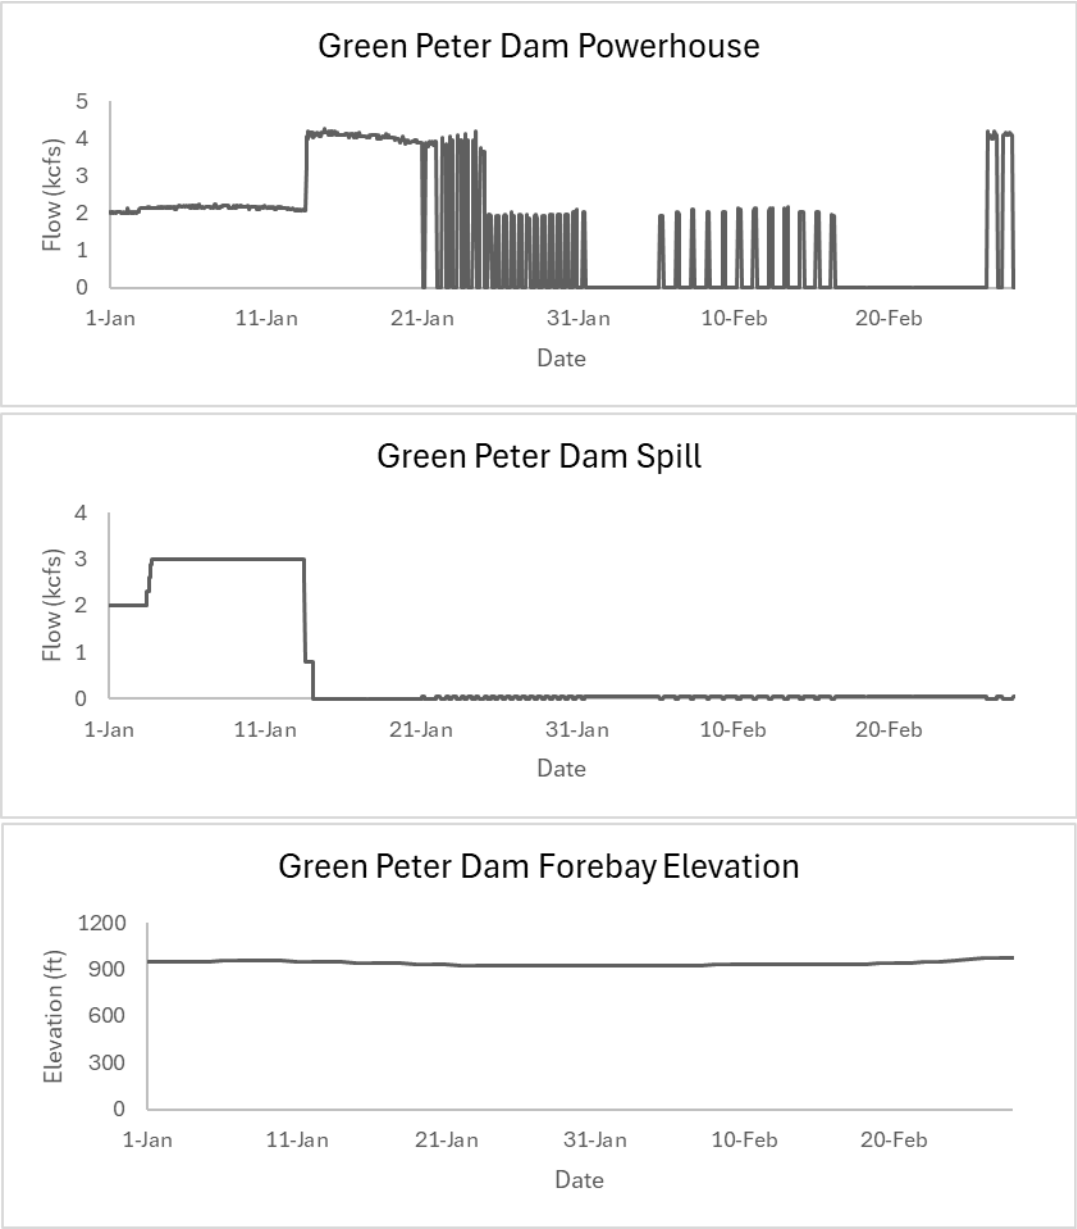 Green Peter Dam Powerhouse
5
4
3
2
1
0
Flow (kcfs)
1-Jan 11-Jan 21-Jan 31-Jan 10-Feb 20-Feb
Date
Green Peter Dam Spill
4
3
2
1
0
Flow (kcfs)
1-Jan 11-Jan 21-Jan 31-Jan 10-Feb 20-Feb
Date
Green Peter Dam Forebay Elevation
1200
900
600
300
0
Elevation (ft)
1-Jan 11-Jan 21-Jan 31-Jan 10-Feb 20-Feb
Date